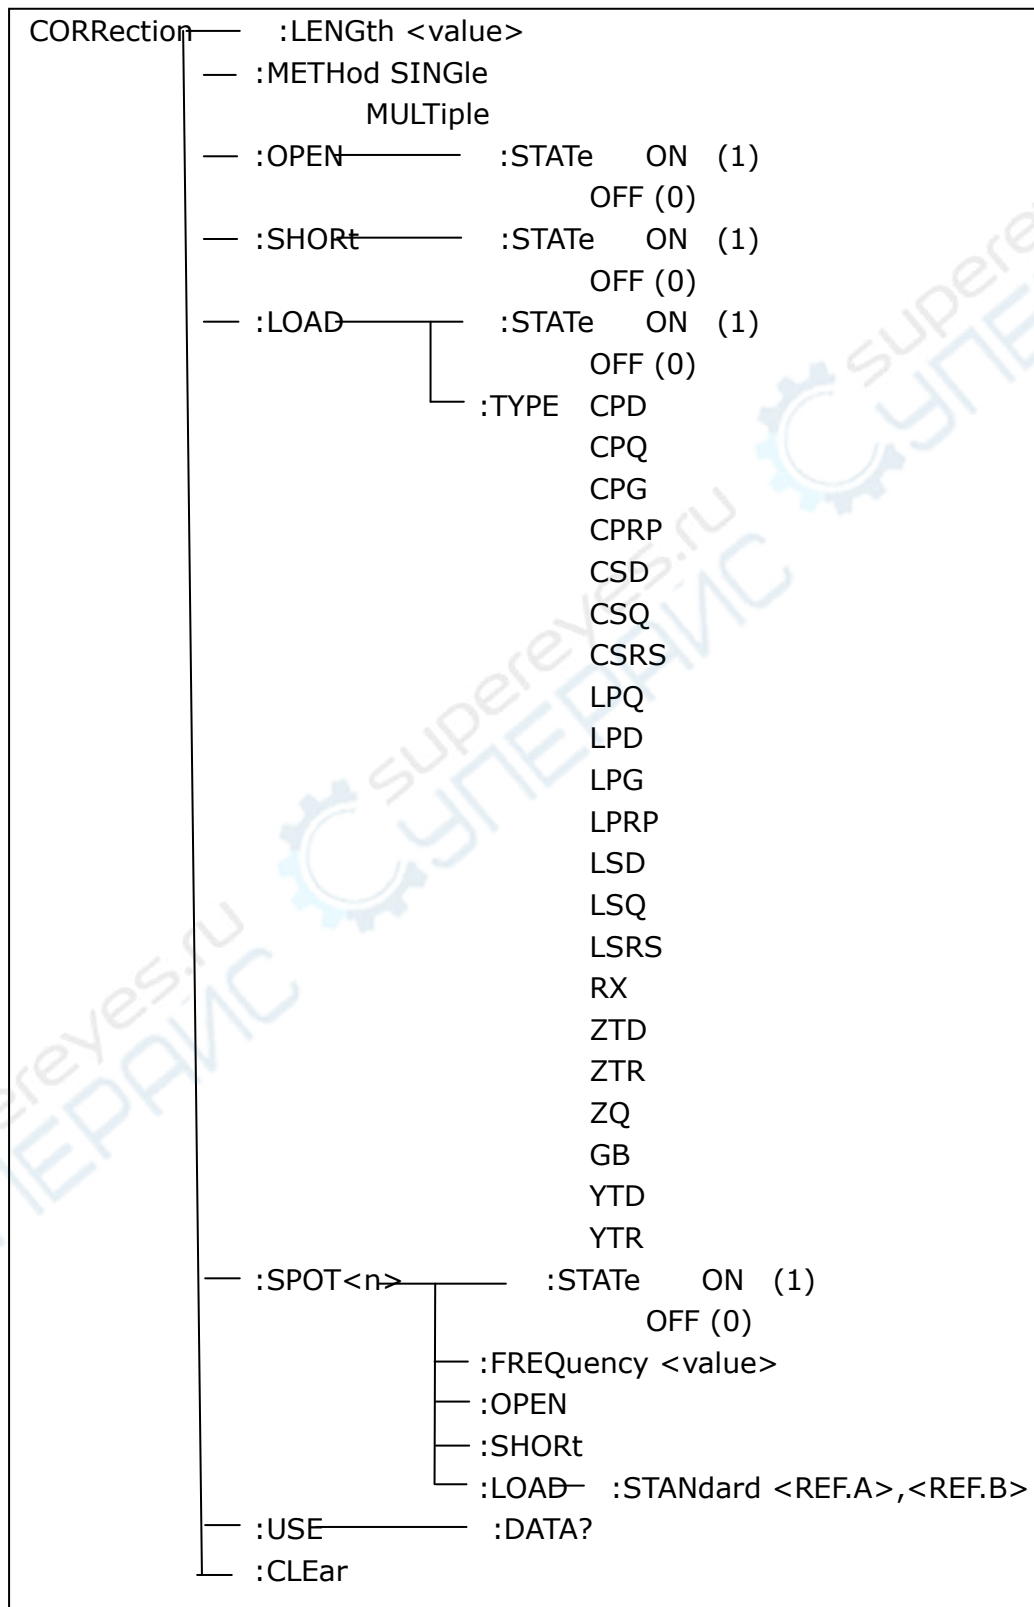 CORRection :LENGth <value>
:METHod SINGle
MULTiple
:OPEN :STATe ON (1)
OFF (0)
:SHORt :STATe ON (1)
OFF (0)
:LOAD :STATe ON (1)
OFF (0)
:TYPE CPD
CPQ
CPG
CPRP
CSD
CSQ
CSRS
LPQ
LPD
LPG
LPRP
LSD
LSQ
LSRS
RX
ZTD
ZTR
ZQ
GB
YTD
YTR
:SPOT<n> :STATe ON (1)
OFF (0)
:FREQuency <value>
:OPEN
:SHORt
:LOAD :STANdard <REF.A>,<REF.B>
:USE :DATA?
:CLEar
supereyes.ru
СУПЕРАЙС